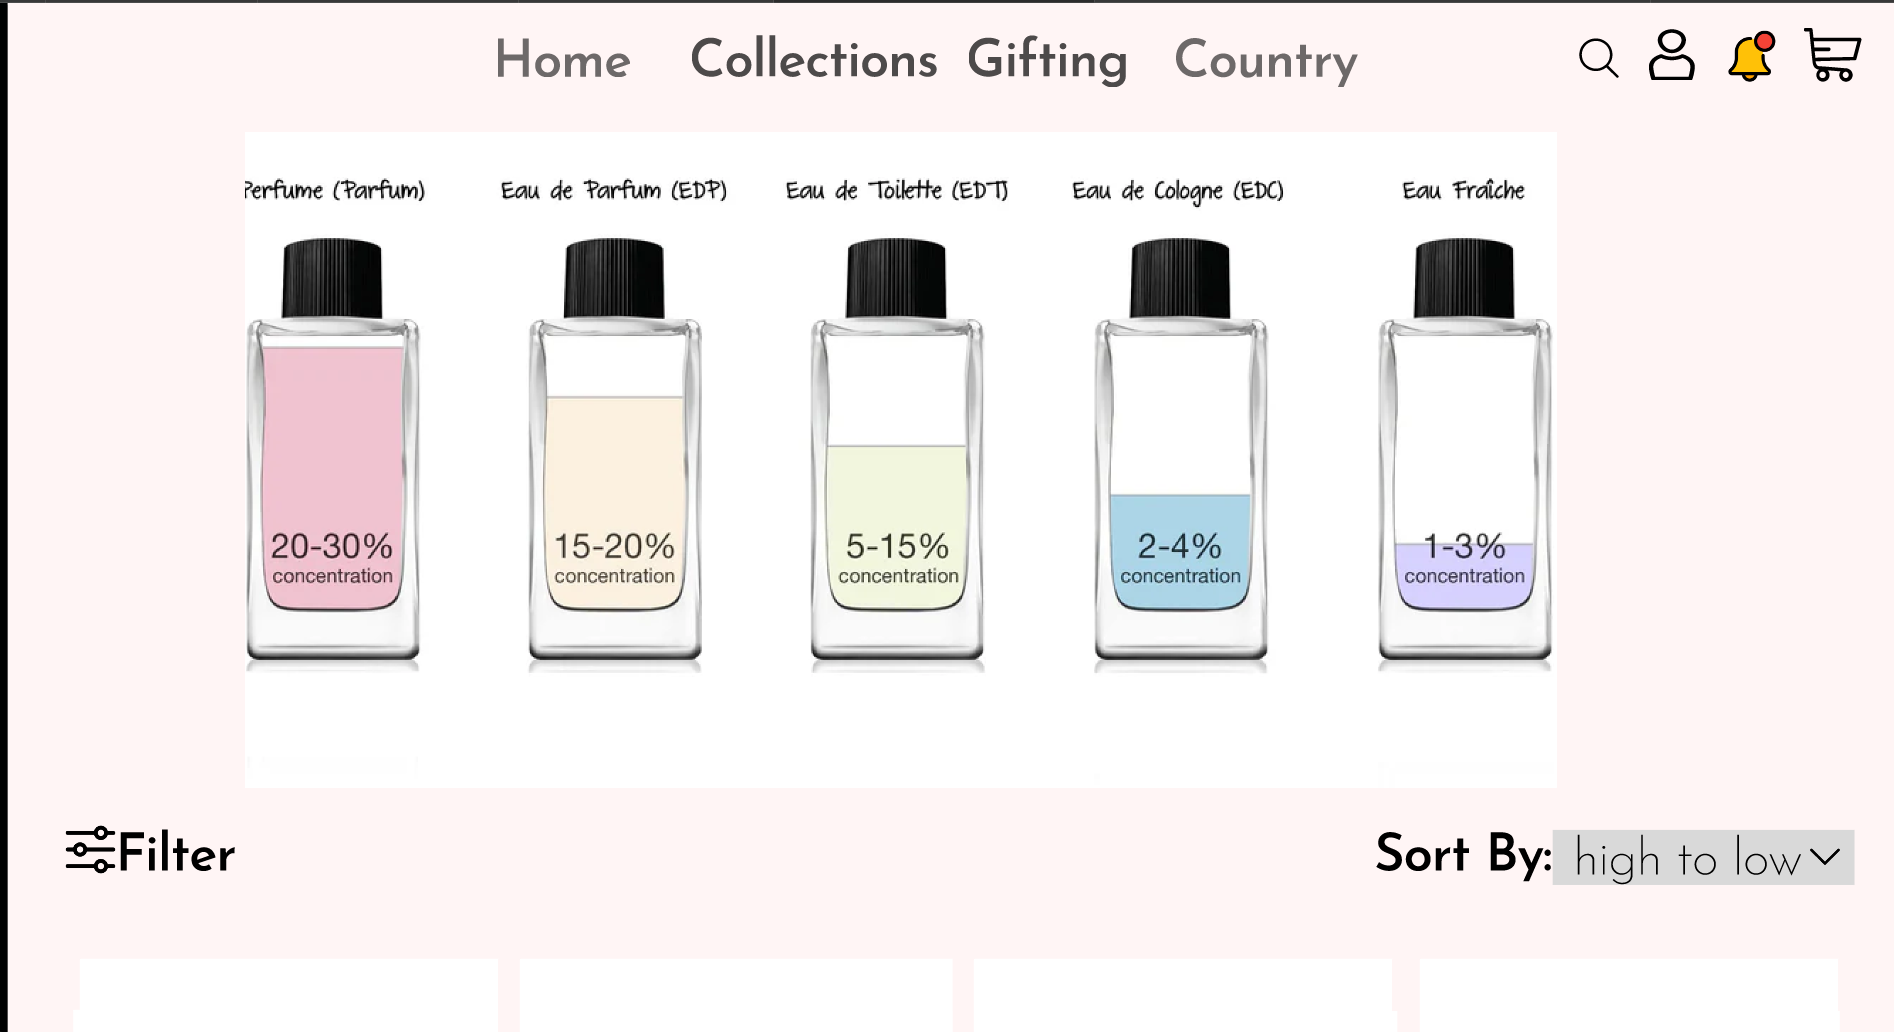 Home Collections Gifting Country
Perfume (Parfum) Eau de Parfum (EDP) Eau de Toilette (EDT) Eau de Cologne (EDC) Eau Fraîche
20-30% 15-20% 5-15% 2-4% 1-3%
concentration concentration concentration concentration concentration
Filter Sort By: high to low